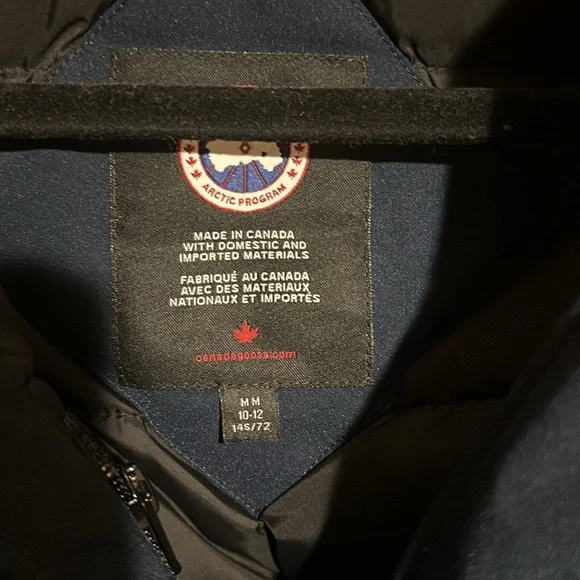 ARCTIC PROGRAM
MADE IN CANADA
WITH DOMESTIC AND
IMPORTED MATERIALS
FABRIQUÉ AU CANADA
AVEC DES MATERIAUX
NATIONAUX ET IMPORTÉS
canadagoose.com
M M
10-12
145/72